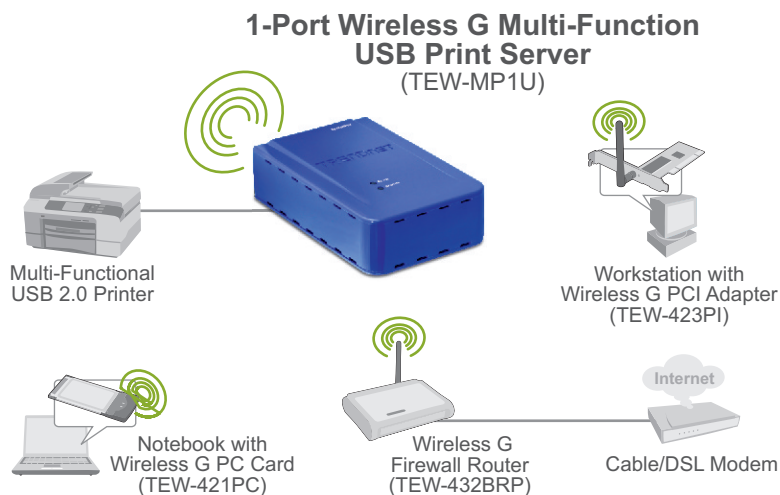 1-Port Wireless G Multi-Function
USB Print Server
(TEW-MP1U)
TRENDNET
Multi-Functional
USB 2.0 Printer
Workstation with
Wireless G PCI Adapter
(TEW-423PI)
Internet
Notebook with
Wireless G PC Card
(TEW-421PC)
Wireless G
Firewall Router
(TEW-432BRP)
Cable/DSL Modem